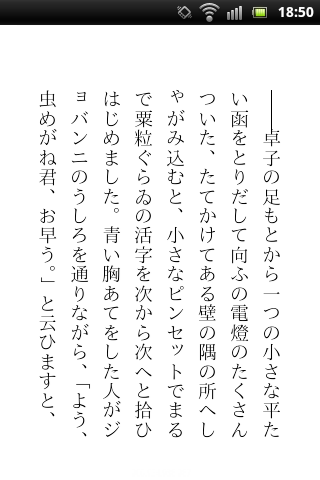 18:50
――卓子の足もとから一つの小さな平た
い函をとりだして向ふの電燈のたくさん
ついた、たてかけてある壁の隅の所へし
ゃがみ込むと、小さなピンセットでまる
で粟粒ぐらゐの活字を次から次へと拾ひ
はじめました。青い胸あてをした人がジ
ョバンニのうしろを通りながら、「よう、
虫めがね君、お早う。」と云ひますと、